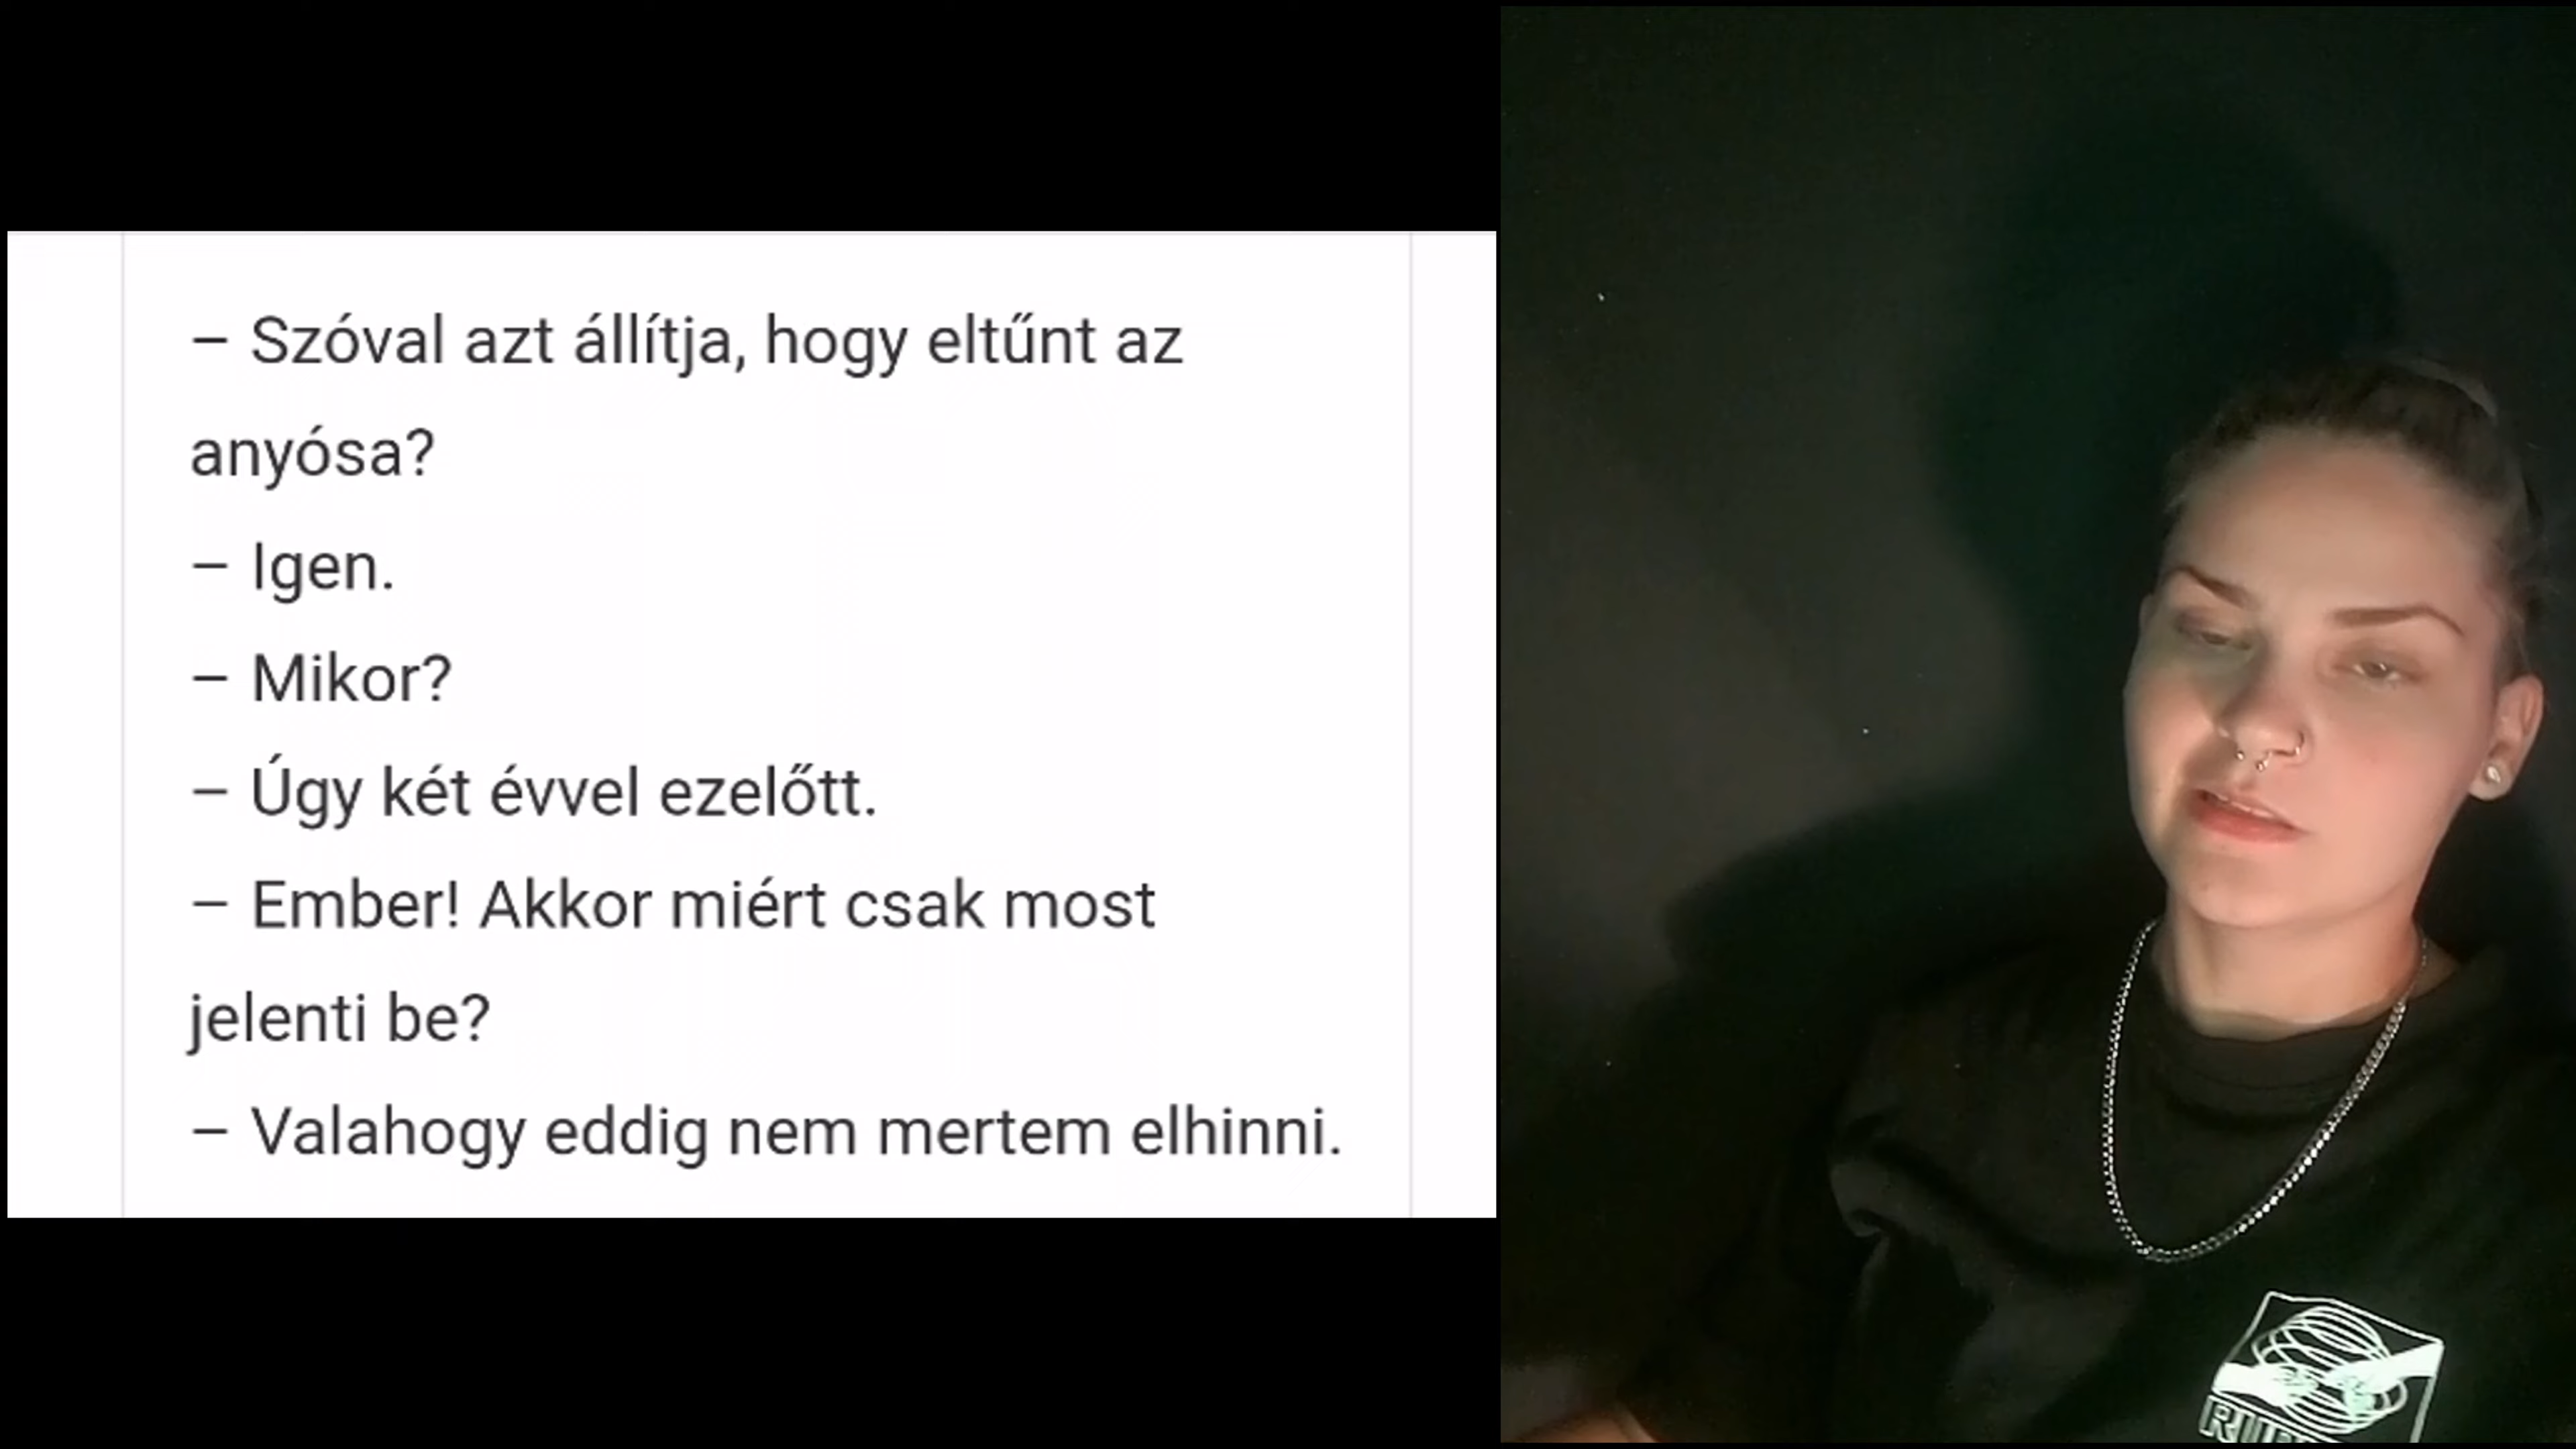 – Szóval azt állítja, hogy eltűnt az
anyósa?
– Igen.
– Mikor?
– Úgy két évvel ezelőtt.
– Ember! Akkor miért csak most
jelenti be?
– Valahogy eddig nem mertem elhinni.